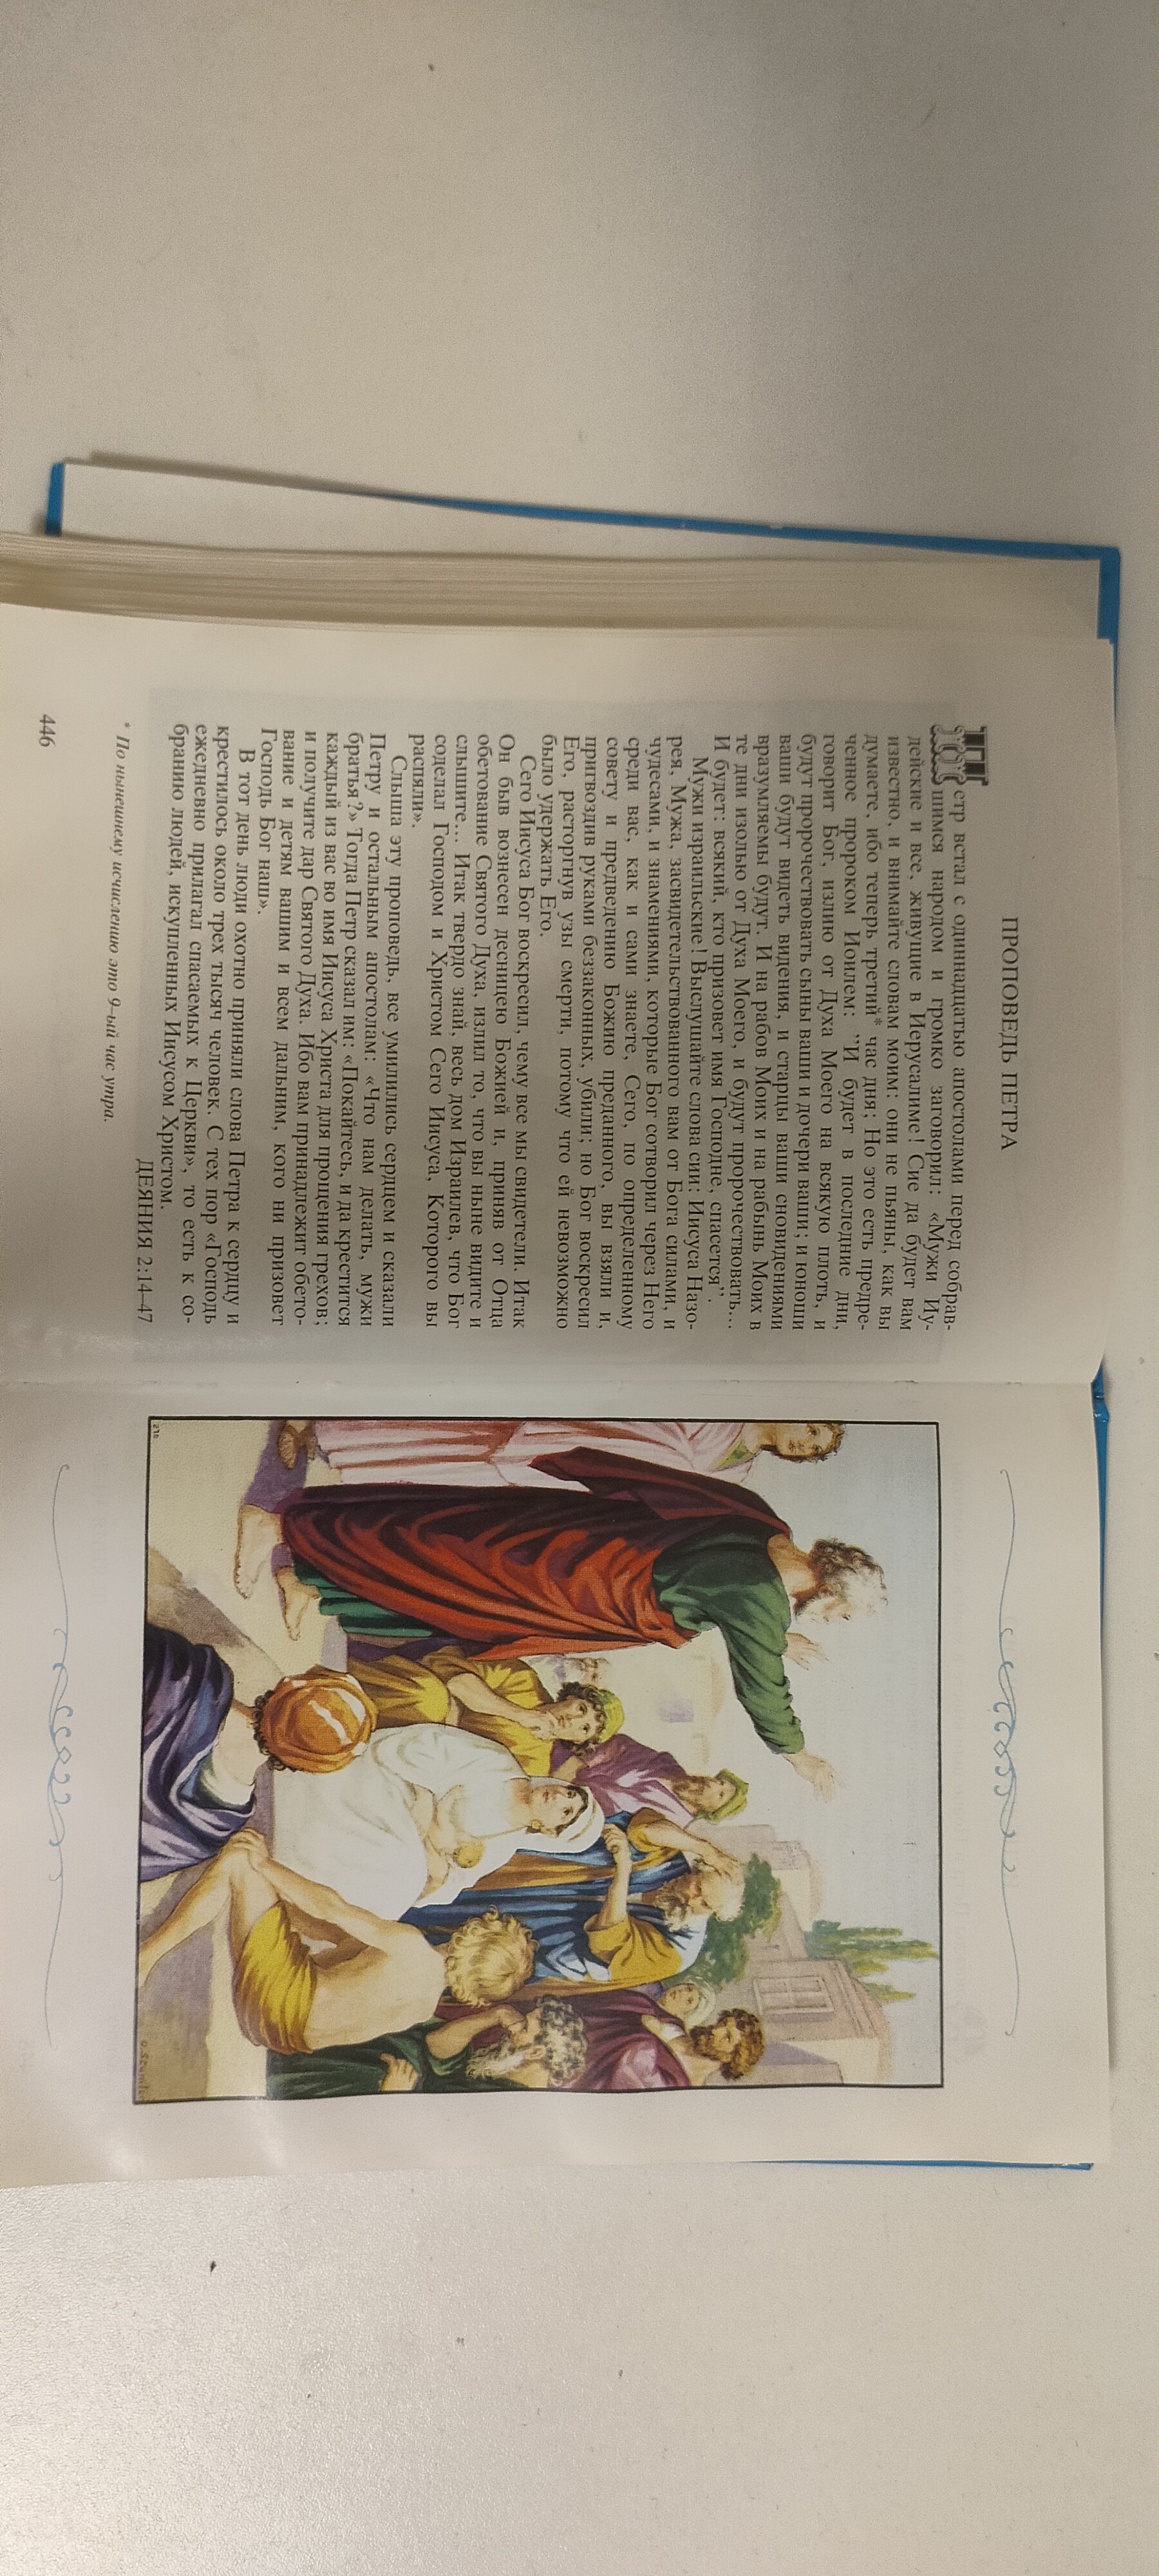 ПРОПОВЕДЬ ПЕТРА
Петр встал с одиннадцатью апостолами перед собрав-
шимся народом и громко заговорил: «Мужи Иу-
дейские и все, живущие в Иерусалиме! Сие да будет вам
известно, и внимайте словам моим: они не пьяны, как вы
думаете, ибо теперь третий* час дня; Но это есть предре-
ченное пророком Иоилем: ”И будет в последние дни,
говорит Бог, излию от Духа Моего на всякую плоть, и
будут пророчествовать сыны ваши и дочери ваши; и юноши
ваши будут видеть видения, и старцы ваши сновидениями
вразумляемы будут. И на рабов Моих и на рабынь Моих в
те дни изолью от Духа Моего, и будут пророчествовать...
И будет: всякий, кто призовет имя Господне, спасется”.
Мужи израильские! Выслушайте слова сии: Иисуса Назо-
рея, Мужа, засвидетельствованного вам от Бога силами, и
чудесами, и знамениями, которые Бог сотворил через Него
среди вас, как и сами знаете, Сего, по определенному
совету и предведению Божию преданного, вы взяли и,
пригвоздив руками беззаконных, убили; но Бог воскресил
Его, расторгнув узы смерти, потому что ей невозможно
было удержать Его.
Сего Иисуса Бог воскресил, чему все мы свидетели. Итак
Он быв вознесен десницею Божией и, приняв от Отца
обетование Святого Духа, излил то, что вы ныне видите и
слышите... Итак твердо знай, весь дом Израилев, что Бог
соделал Господом и Христом Сего Иисуса, Которого вы
распяли».
Слыша эту проповедь, все умилились сердцем и сказали
Петру и остальным апостолам: «Что нам делать, мужи
братья?» Тогда Петр сказал им: «Покайтесь, и да крестится
каждый из вас во имя Иисуса Христа для прощения грехов;
и получите дар Святого Духа. Ибо вам принадлежит обето-
вание и детям вашим и всем дальним, кого ни призовет
Господь Бог наш».
В тот день люди охотно приняли слова Петра к сердцу и
крестилось около трех тысяч человек. С тех пор «Господь
ежедневно прилагал спасаемых к Церкви», то есть к со-
бранию людей, искупленных Иисусом Христом.
ДЕЯНИЯ 2:14–47
* По нынешнему исчислению это 9-ый час утра.
446